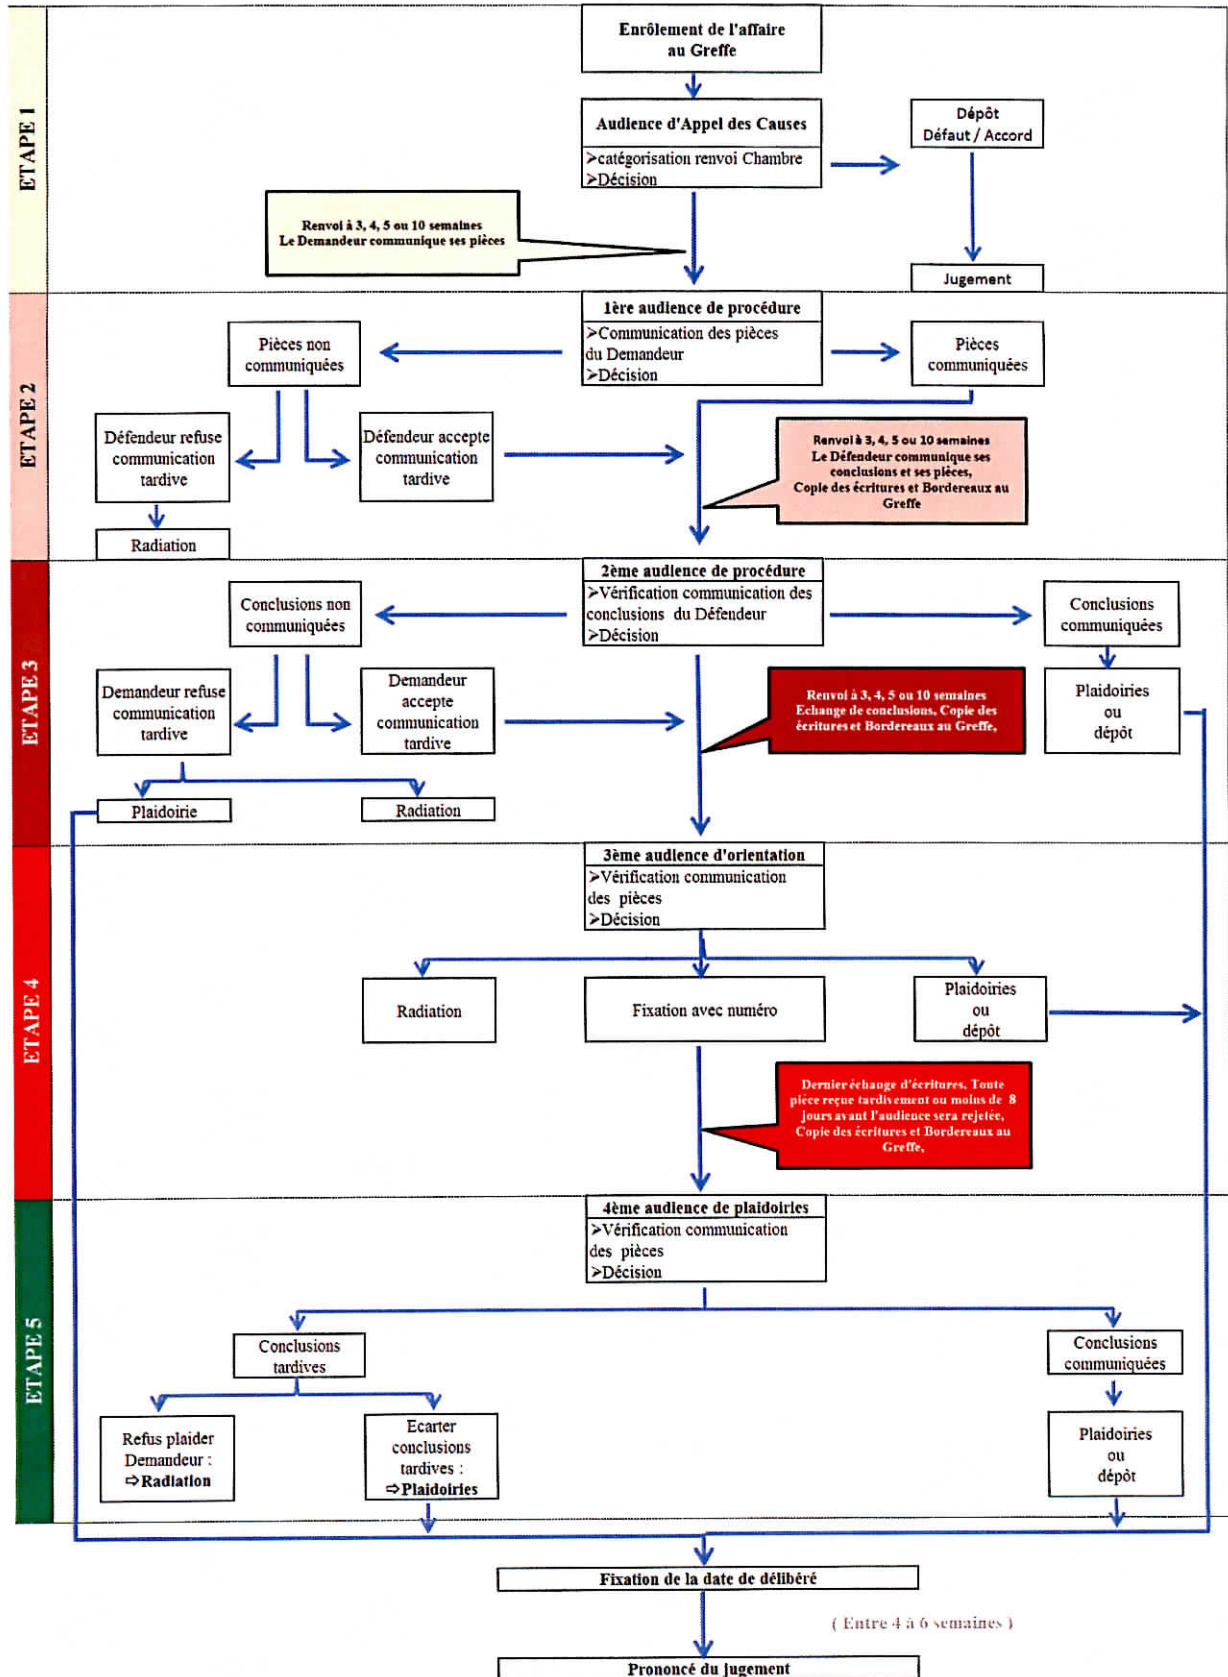 ETAPE 1
Enrôlement de l'affaire
au Greffe
Audience d'Appel des Causes
➢catégorisation renvoi Chambre
➢Décision
Dépôt
Défaut / Accord
Renvoi à 3, 4, 5 ou 10 semaines
Le Demandeur communique ses pièces
Jugement
ETAPE 2
1ère audience de procédure
➢Communication des pièces
du Demandeur
➢Décision
Pièces non
communiquées
Pièces
communiquées
Défendeur refuse
communication
tardive
Défendeur accepte
communication
tardive
Renvoi à 3, 4, 5 ou 10 semaines
Le Défendeur communique ses
conclusions et ses pièces,
Copie des écritures et Bordereaux au
Greffe
Radiation
ETAPE 3
2ème audience de procédure
➢Vérification communication des
conclusions du Défendeur
➢Décision
Conclusions non
communiquées
Conclusions
communiquées
Demandeur refuse
communication
tardive
Demandeur
accepte
communication
tardive
Renvoi à 3, 4, 5 ou 10 semaines
Echange de conclusions, Copie des
écritures et Bordereaux au Greffe,
Plaidoiries
ou
dépôt
Plaidoirie
Radiation
ETAPE 4
3ème audience d'orientation
➢Vérification communication
des pièces
➢Décision
Radiation
Fixation avec numéro
Plaidoiries
ou
dépôt
Dernier échange d'écritures, Toute
pièce reçue tardivement ou moins de 8
jours avant l'audience sera rejetée,
Copie des écritures et Bordereaux au
Greffe,
ETAPE 5
4ème audience de plaidoiries
➢Vérification communication
des pièces
➢Décision
Conclusions
tardives
Conclusions
communiquées
Refus plaider
Demandeur :
⇨Radiation
Ecarter
conclusions
tardives :
⇨Plaidoiries
Plaidoiries
ou
dépôt
Fixation de la date de délibéré
( Entre 4 à 6 semaines )
Prononcé du jugement